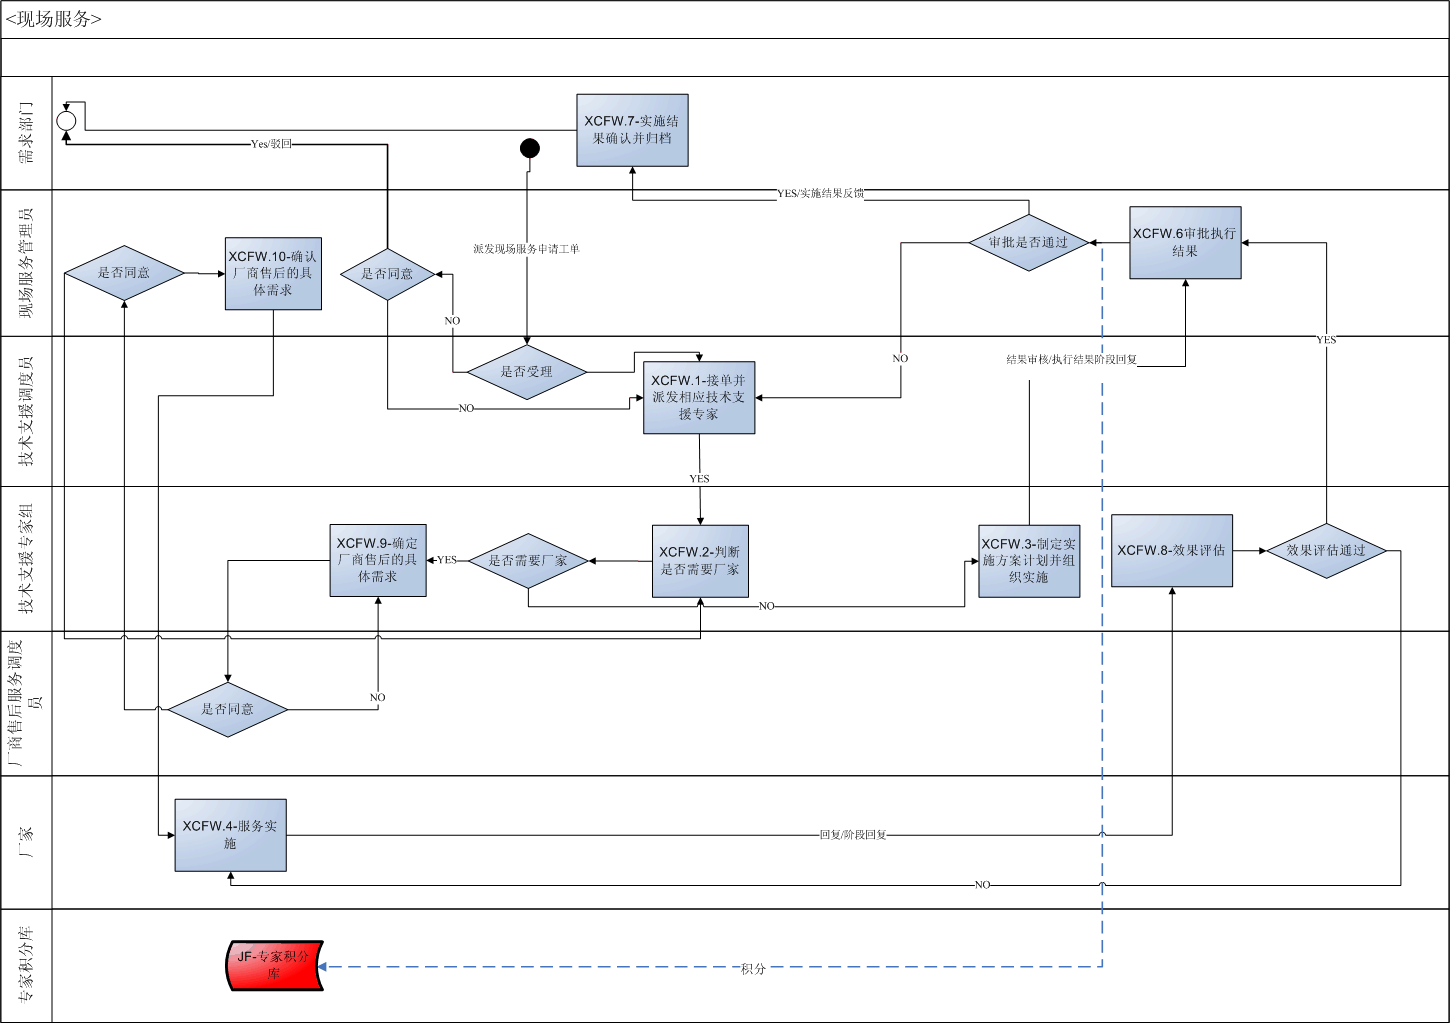 <现场服务>
需求部门
XCFW.7-实施结
果确认并归档
Yes/驳回
现场服务管理员
YES/实施结果反馈
是否同意
XCFW.10-确认
厂商售后的具
体需求
是否同意
派发现场服务申请工单
审批是否通过
XCFW.6审批执行
结果
NO
技术支援调度员
是否受理
XCFW.1-接单并
派发相应技术支
援专家
NO
NO
结果审核/执行结果阶段回复
YES
YES
技术支援专家组
XCFW.9-确定
厂商售后的具
体需求
YES
是否需要厂家
XCFW.2-判断
是否需要厂家
NO
XCFW.3-制定实
施方案计划并组
织实施
XCFW.8-效果评估
效果评估通过
厂商售后服务调度
员
是否同意
NO
厂家
XCFW.4-服务实
施
回复/阶段回复
NO
专家积分库
JF-专家积分
库
积分